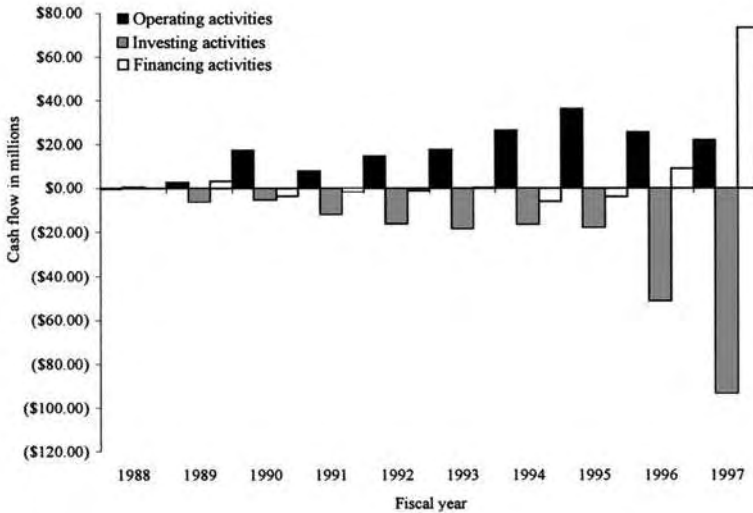 $80.00
$60.00
$40.00
$20.00
$0.00
($20.00)
($40.00)
($60.00)
($80.00)
($100.00)
($120.00)
Cash flow in millions
Operating activities
Investing activities
Financing activities
1988 1989 1990 1991 1992 1993 1994 1995 1996 1997
Fiscal year